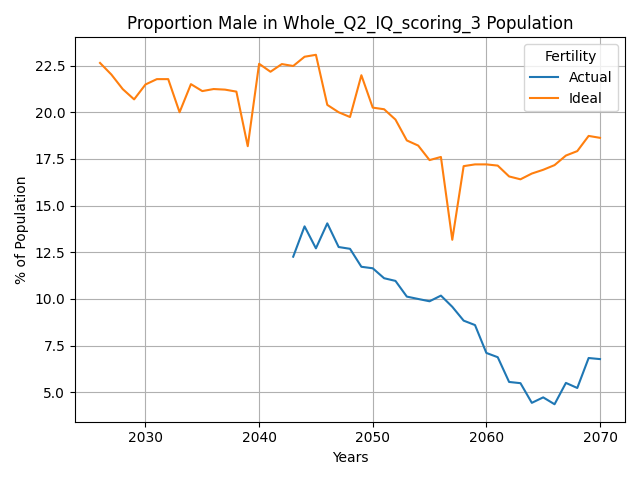 Proportion Male in Whole_Q2_IQ_scoring_3 Population
Fertility
Actual
Ideal
% of Population
22.5
20.0
17.5
15.0
12.5
10.0
7.5
5.0
2030 2040 2050 2060 2070
Years